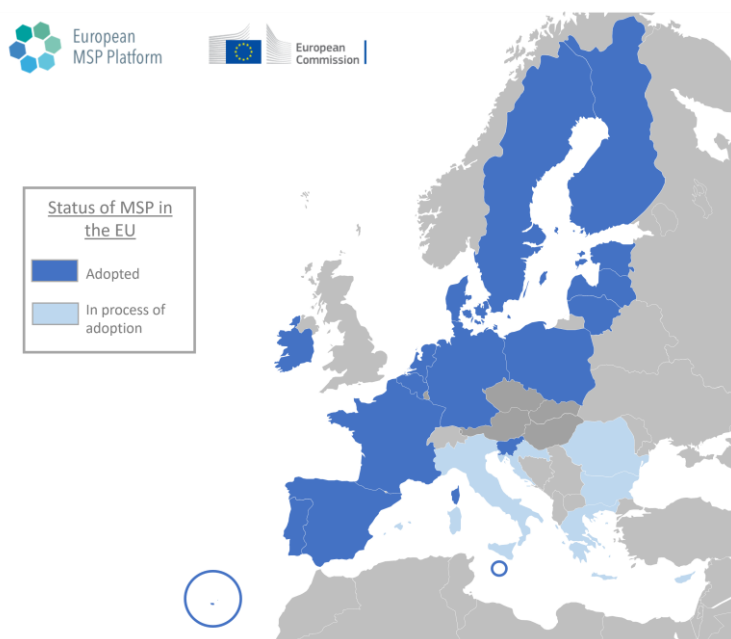 European
MSP Platform
European
Commission
Status of MSP in
the EU
Adopted
In process of
adoption